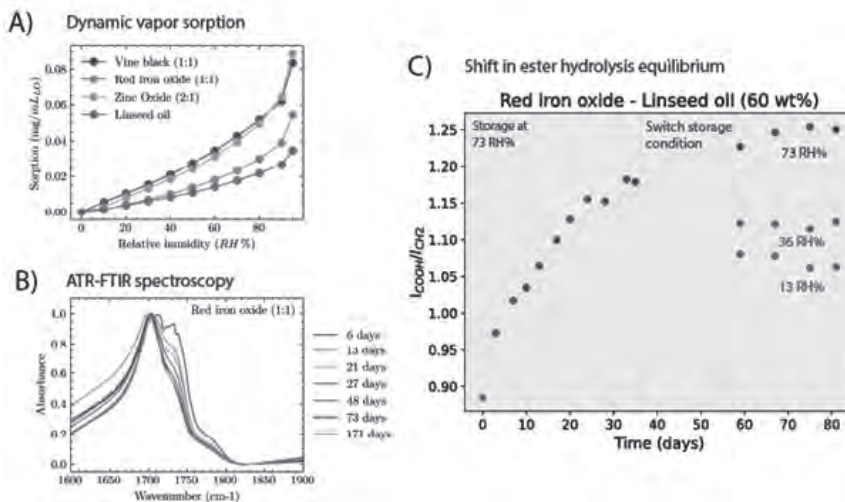 A) Dynamic vapor sorption
Vine black (1:1)
Red iron oxide (1:1)
Zinc Oxide (2:1)
Linseed oil
Sorption (mg/mL_LO)
0.08
0.06
0.04
0.02
0.00
0 20 40 60 80
Relative humidity (RH%)
B) ATR-FTIR spectroscopy
Red iron oxide (1:1)
Absorbance
1.0
0.8
0.4
0.2
0.0
1600 1650 1700 1750 1800 1850 1900
Wavenumber (cm-1)
6 days
13 days
21 days
27 days
48 days
73 days
171 days
C) Shift in ester hydrolysis equilibrium
Red iron oxide - Linseed oil (60 wt%)
Storage at
73 RH%
Switch storage
condition
73 RH%
36 RH%
13 RH%
I_COOH/I_CH2
1.25
1.20
1.15
1.10
1.05
1.00
0.95
0.90
0 10 20 30 40 50 60 70 80
Time (days)